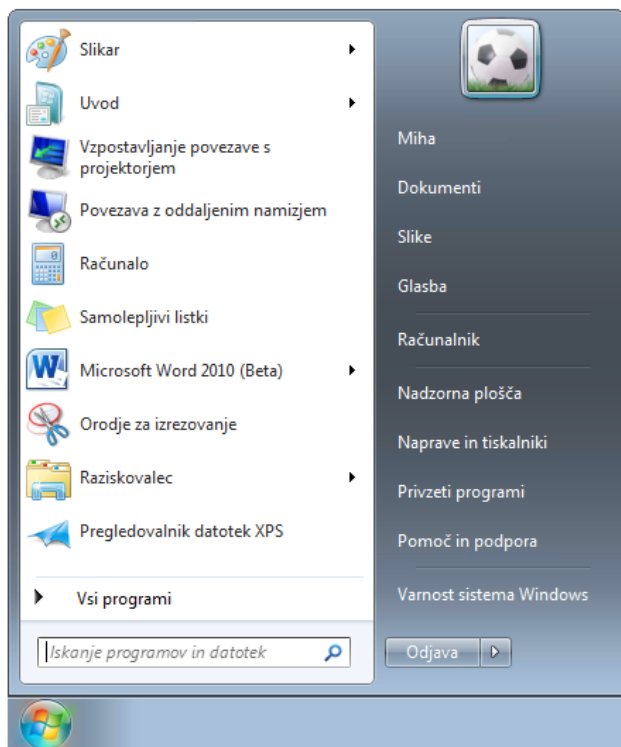 Slikar
Uvod
Vzpostavljanje povezave s
projektorjem
Povezava z oddaljenim namizjem
Računalo
Samolepljivi listki
Microsoft Word 2010 (Beta)
Orodje za izrezovanje
Raziskovalec
Pregledovalnik datotek XPS
Vsi programi
Iskanje programov in datotek
Miha
Dokumenti
Slike
Glasba
Računalnik
Nadzorna plošča
Naprave in tiskalniki
Privzeti programi
Pomoč in podpora
Varnost sistema Windows
Odjava